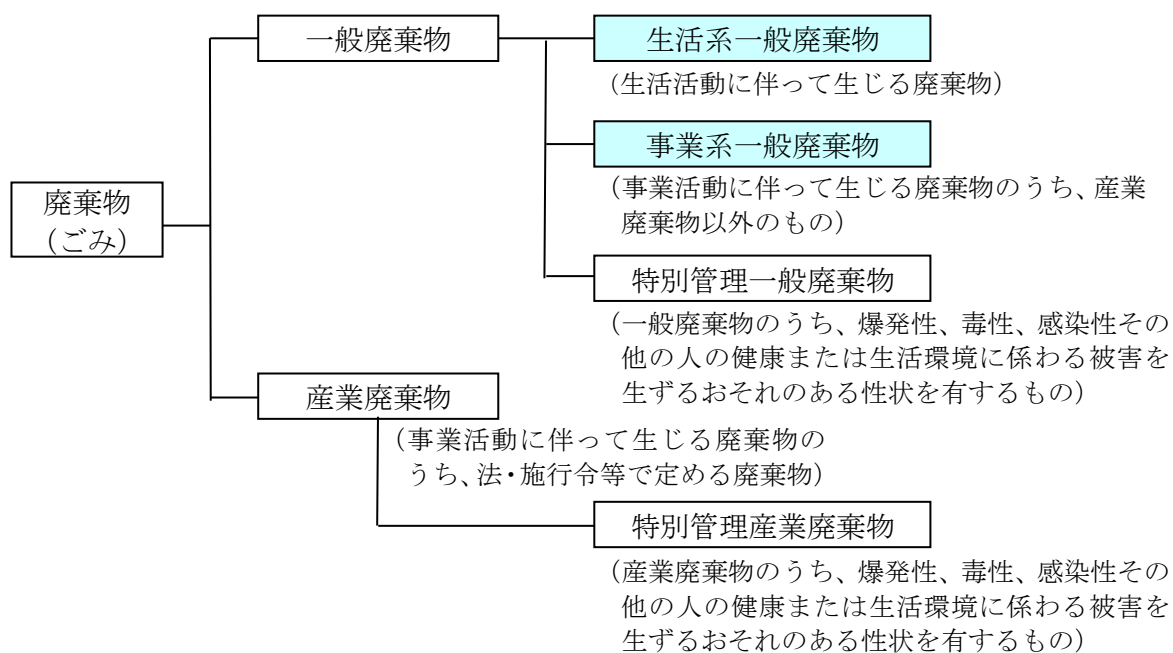 一般廃棄物
生活系一般廃棄物
（生活活動に伴って生じる廃棄物）
事業系一般廃棄物
（事業活動に伴って生じる廃棄物のうち、産業
廃棄物以外のもの）
廃棄物
（ごみ）
特別管理一般廃棄物
（一般廃棄物のうち、爆発性、毒性、感染性その
他の人の健康または生活環境に係わる被害を
生ずるおそれのある性状を有するもの）
産業廃棄物
（事業活動に伴って生じる廃棄物の
うち、法・施行令等で定める廃棄物）
特別管理産業廃棄物
（産業廃棄物のうち、爆発性、毒性、感染性その
他の人の健康または生活環境に係わる被害を
生ずるおそれのある性状を有するもの）